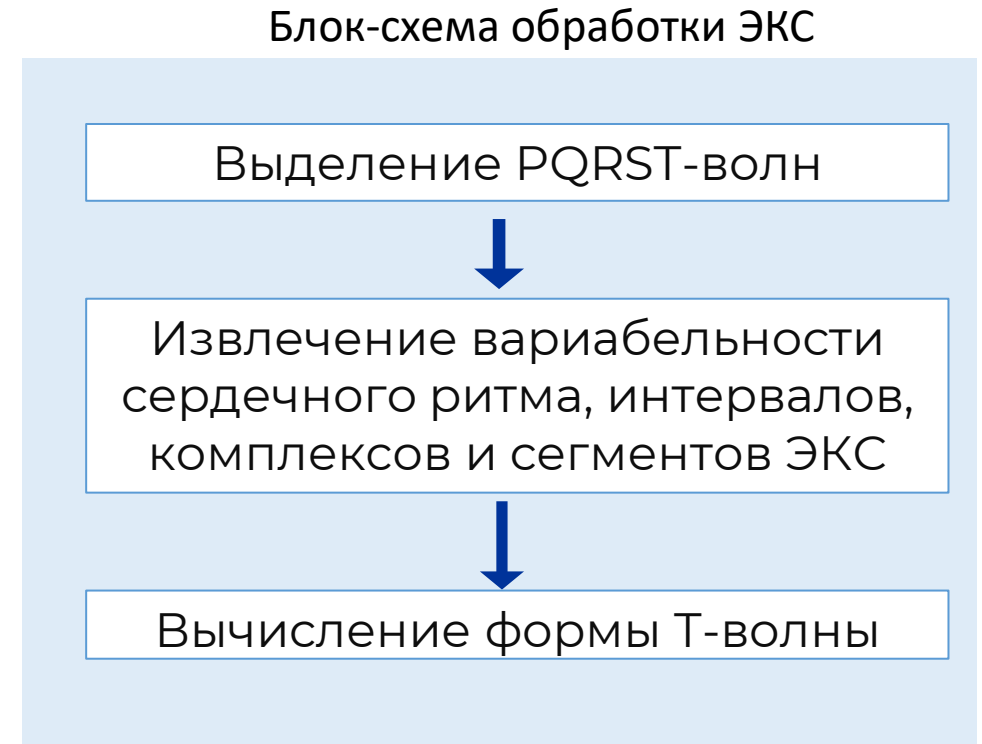 Блок-схема обработки ЭКС
Выделение PQRST-волн
Извлечение вариабельности
сердечного ритма, интервалов,
комплексов и сегментов ЭКС
Вычисление формы Т-волны